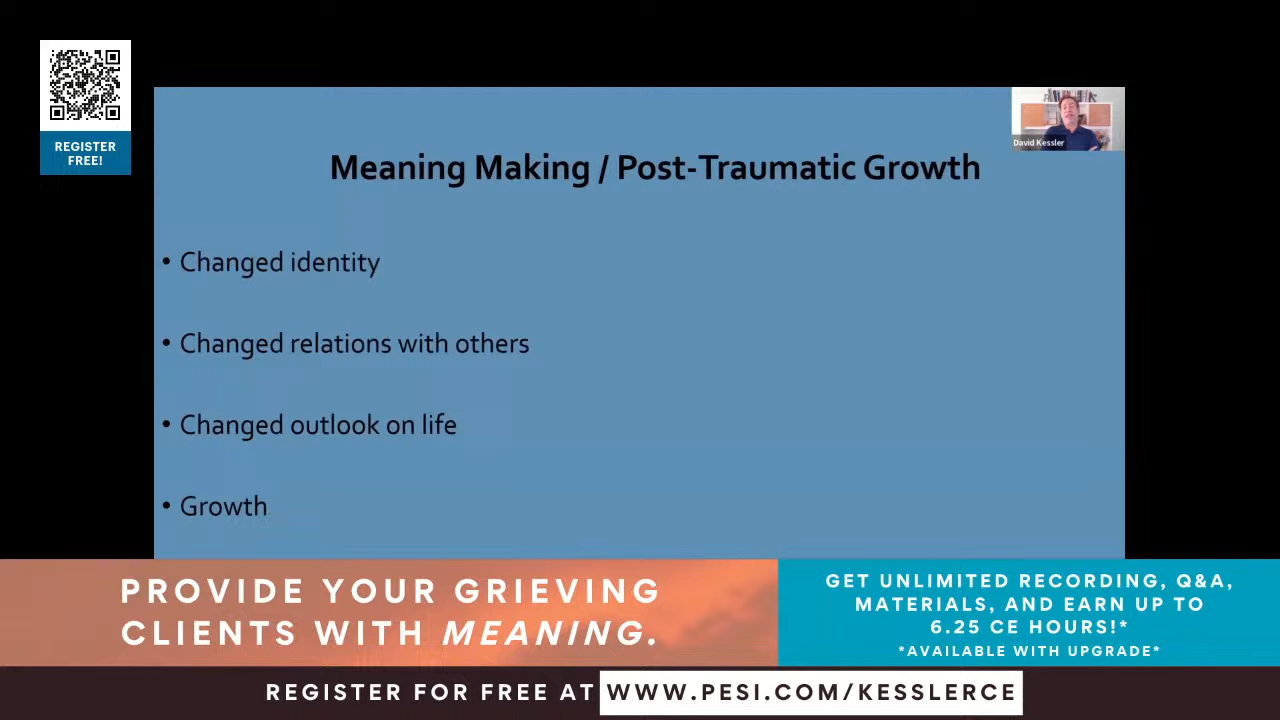 REGISTER
FREE!
David Kessler
Meaning Making / Post-Traumatic Growth
• Changed identity
• Changed relations with others
• Changed outlook on life
• Growth
PROVIDE YOUR GRIEVING
CLIENTS WITH MEANING.
GET UNLIMITED RECORDING, Q&A,
MATERIALS, AND EARN UP TO
6.25 CE HOURS!*
*AVAILABLE WITH UPGRADE*
REGISTER FOR FREE AT WWW.PESI.COM/KESSLERCE